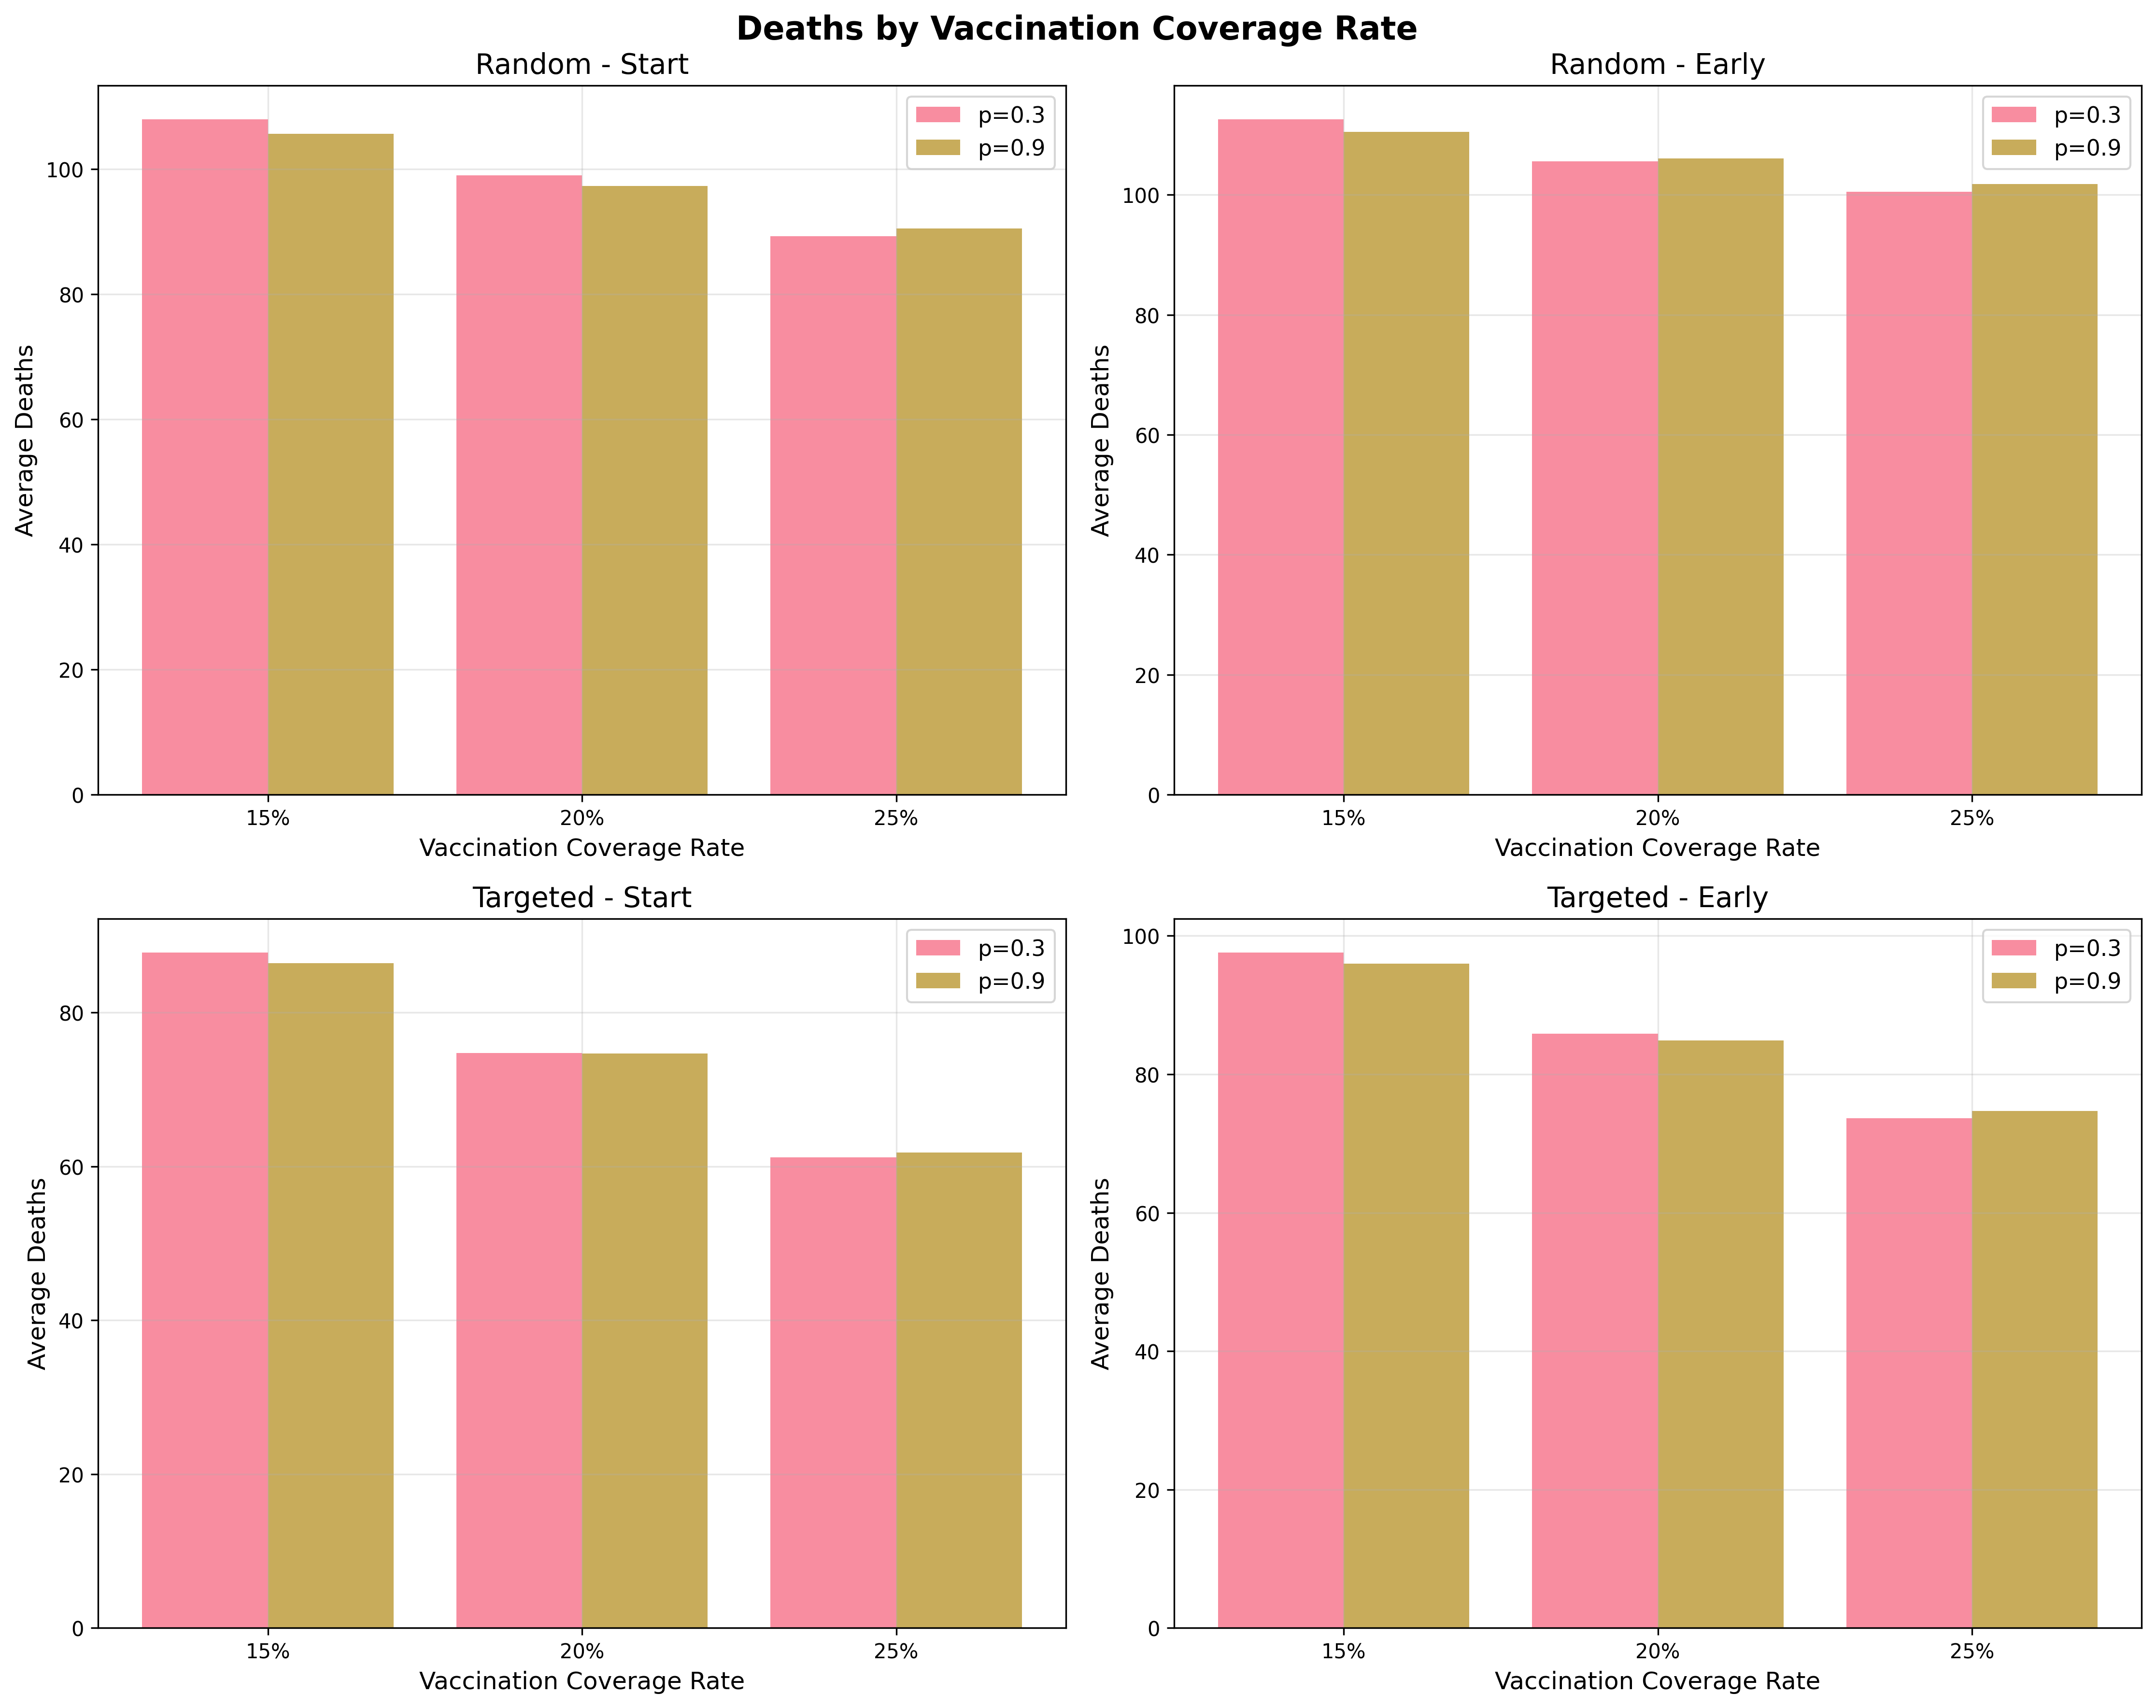 Deaths by Vaccination Coverage Rate
Random - Start
p=0.3
p=0.9
100
80
60
40
20
0
Average Deaths
15%
20%
25%
Vaccination Coverage Rate
Random - Early
p=0.3
p=0.9
100
80
60
40
20
0
Average Deaths
15%
20%
25%
Vaccination Coverage Rate
Targeted - Start
p=0.3
p=0.9
80
60
40
20
0
Average Deaths
15%
20%
25%
Vaccination Coverage Rate
Targeted - Early
p=0.3
p=0.9
100
80
60
40
20
0
Average Deaths
15%
20%
25%
Vaccination Coverage Rate